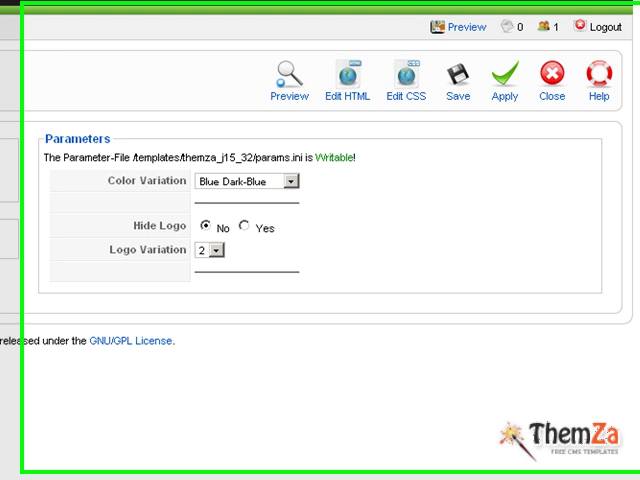 Preview 0 1 Logout
Preview Edit HTML Edit CSS Save Apply Close Help
Parameters
The Parameter-File /templates/themza_j15_32/params.ini is Writable!
Color Variation Blue Dark-Blue
Hide Logo No Yes
Logo Variation 2
released under the GNU/GPL License.
ThemZa
FREE CMS TEMPLATES